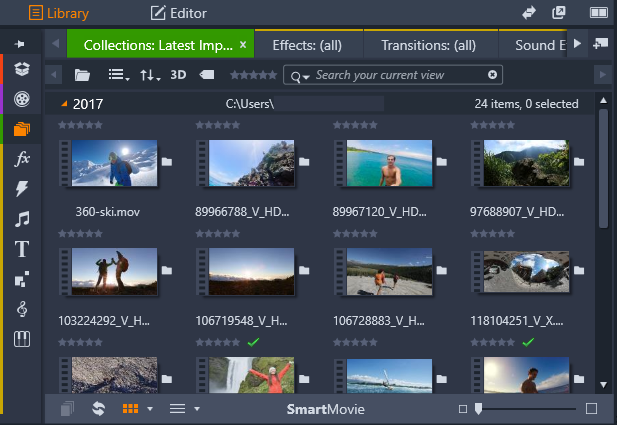 Library Editor
Collections: Latest Imp... x Effects: (all) Transitions: (all) Sound E
3D Search your current view
2017 C:\Users\ 24 items, 0 selected
360-ski.mov 89966788_V_HD... 89967120_V_HD... 97688907_V_HD...
fx
T
103224292_V_H... 106719548_V_H... 106728883_V_H... 118104251_V_X...
SmartMovie